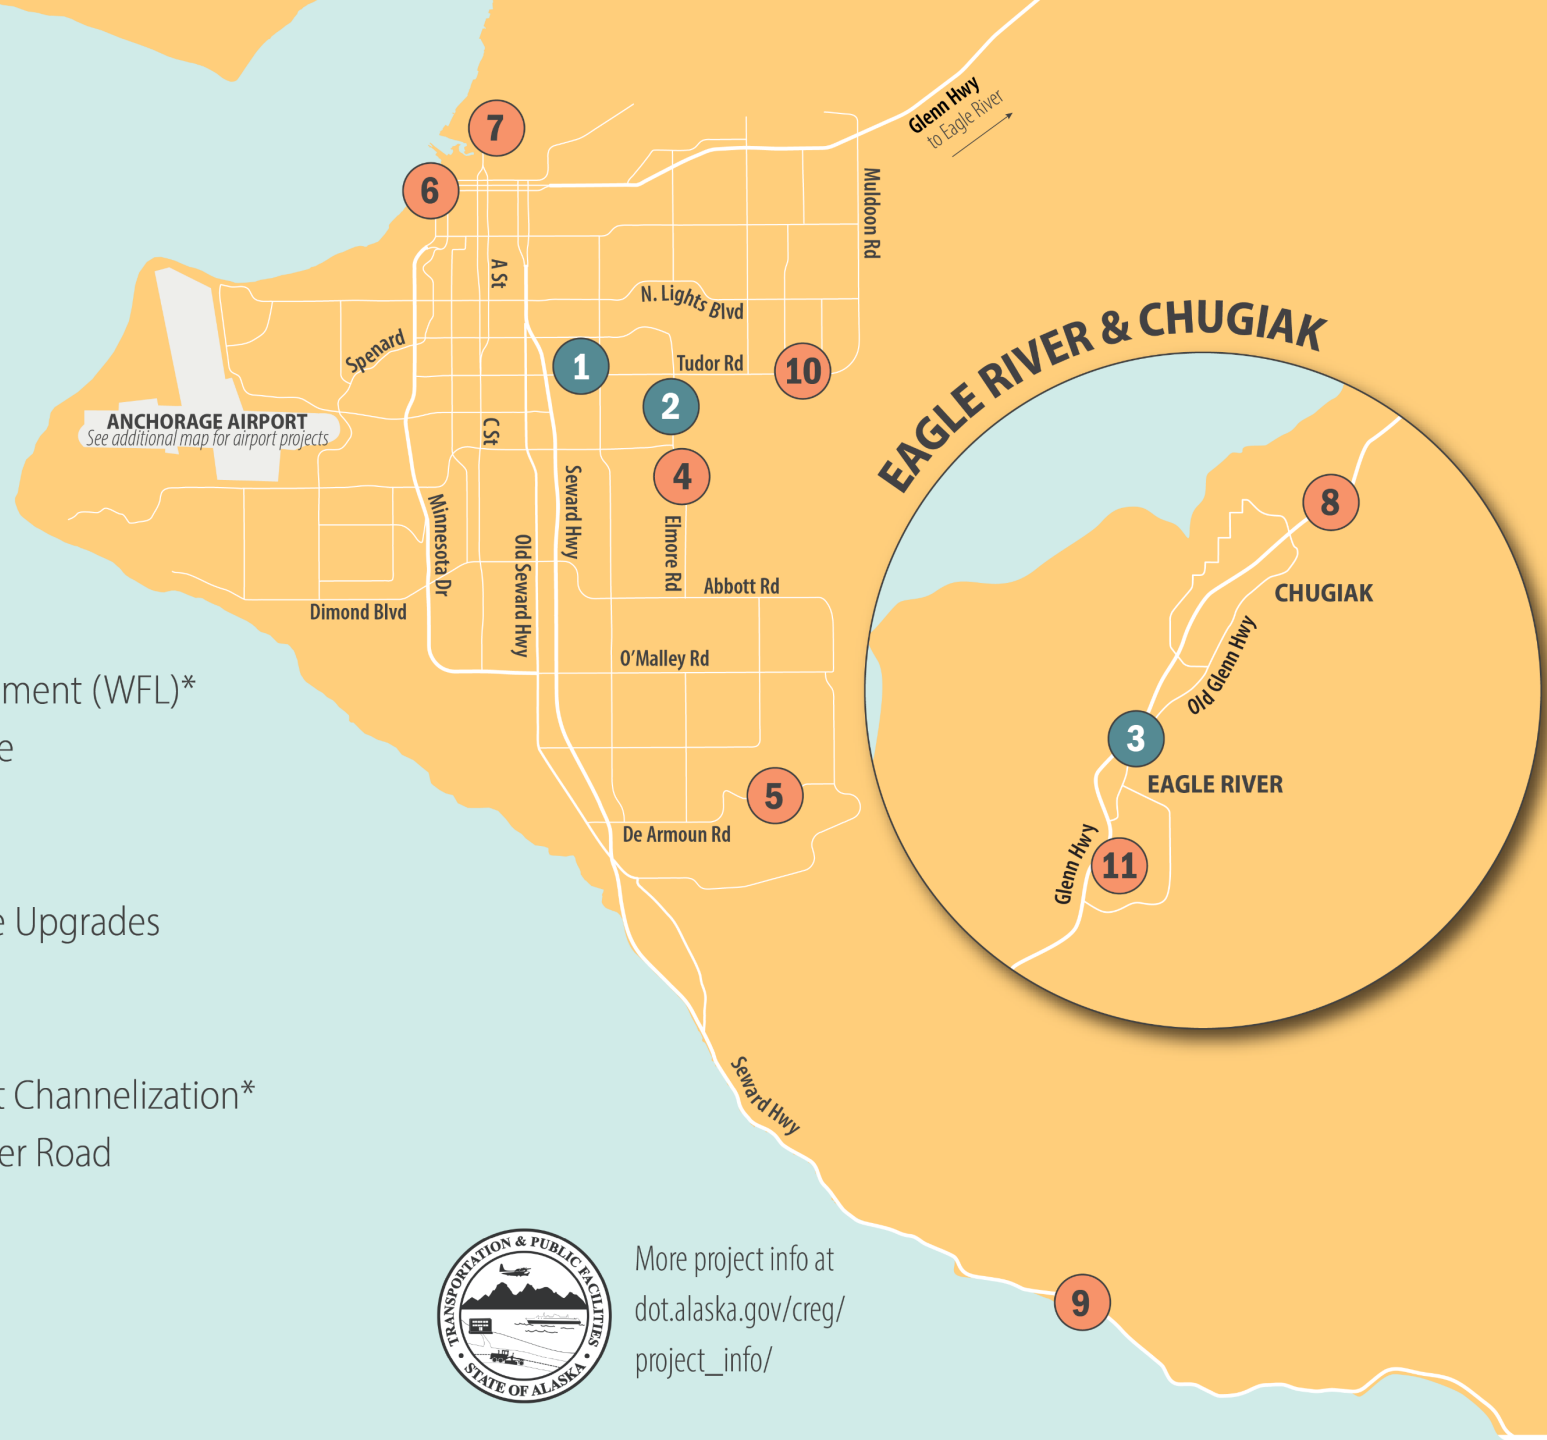 Glenn Hwy
to Eagle River
7
6
Muldoon Rd
A St
N. Lights Blvd
Spenard
1
Tudor Rd
10
2
ANCHORAGE AIRPORT
See additional map for airport projects
C St
4
Seward Hwy
Minnesota Dr
Old Seward Hwy
Elmore Rd
Abbott Rd
Dimond Blvd
O'Malley Rd
5
De Armoun Rd
EAGLE RIVER & CHUGIAK
8
CHUGIAK
Old Glenn Hwy
3
EAGLE RIVER
Glenn Hwy
11
ment (WFL)*
e
e Upgrades
t Channelization*
er Road
Seward Hwy
9
TRANSPORTATION & PUBLIC FACILITIES
• STATE OF ALASKA •
More project info at
dot.alaska.gov/creg/
project_info/